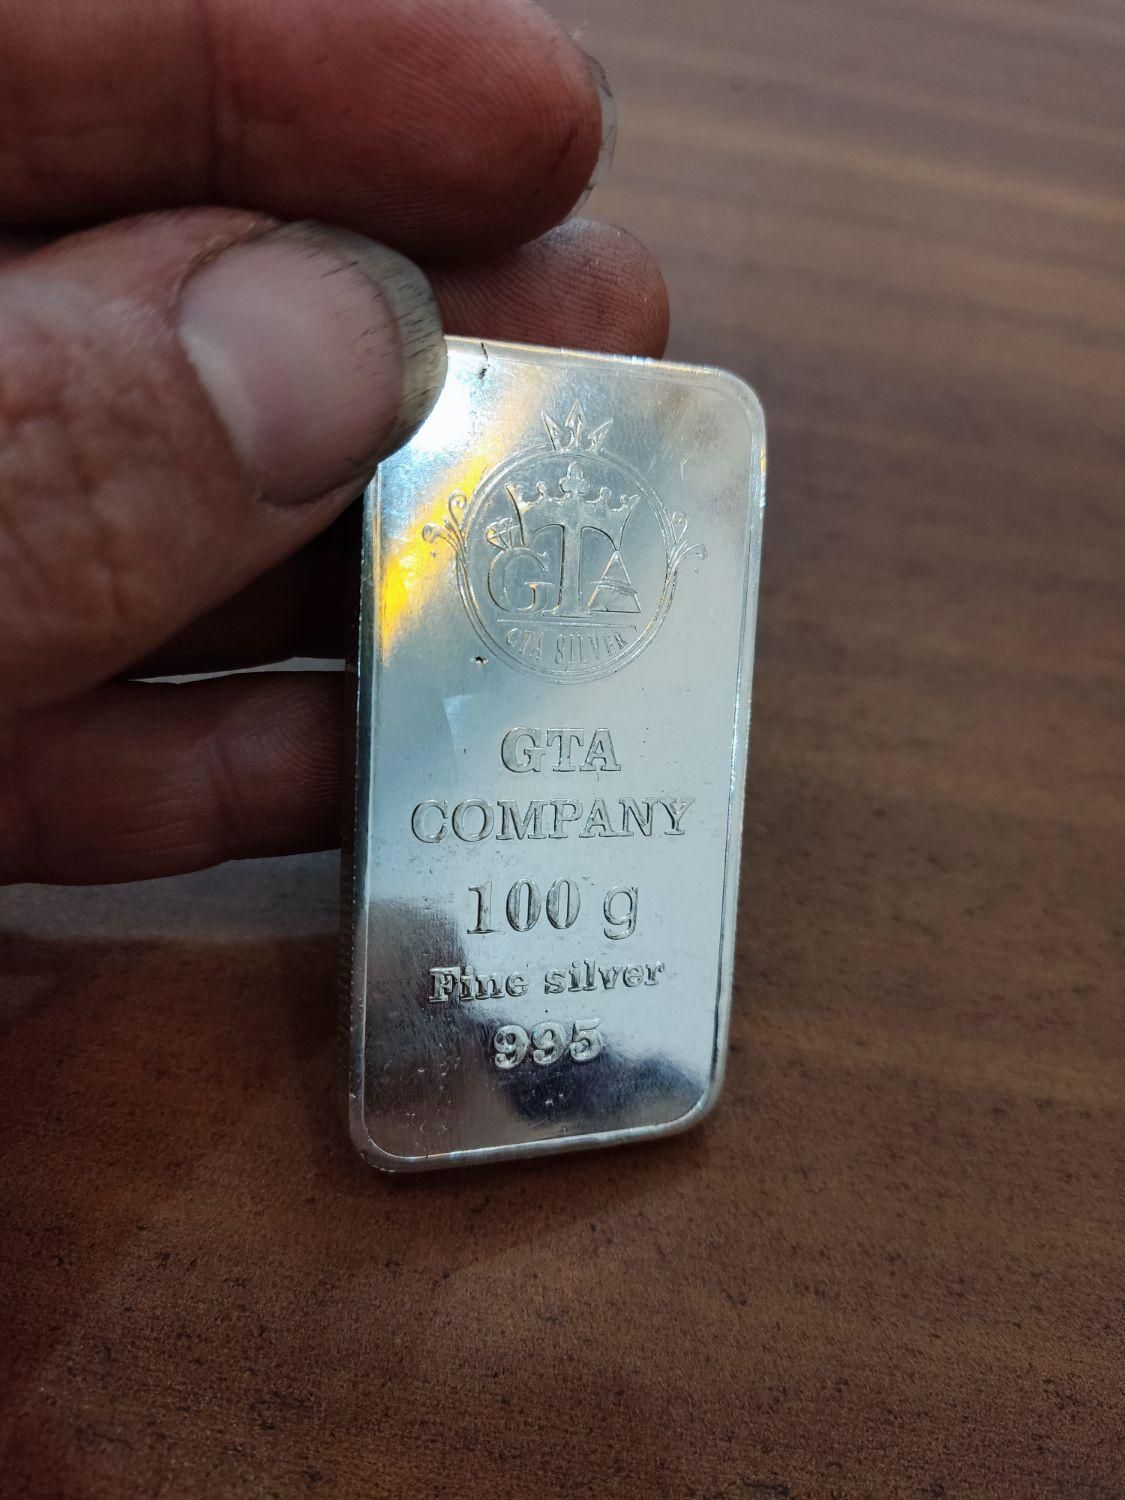 GTA
GTA SILVER
GTA
COMPANY
100 g
Fine silver
995